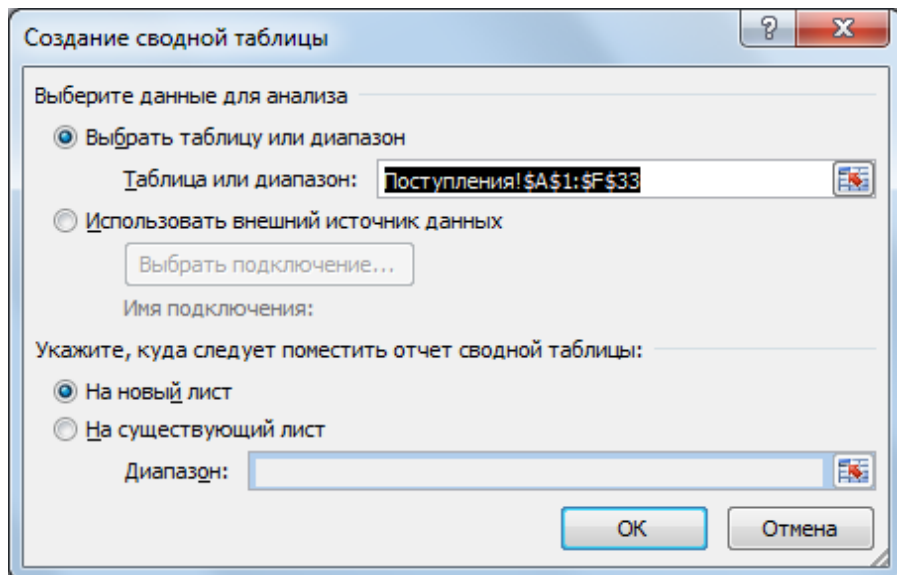 Создание сводной таблицы
?
Выберите данные для анализа
Выбрать таблицу или диапазон
Таблица или диапазон: Поступления!$A$1:$F$33
Использовать внешний источник данных
Выбрать подключение...
Имя подключения:
Укажите, куда следует поместить отчет сводной таблицы:
На новый лист
На существующий лист
Диапазон:
ОК Отмена